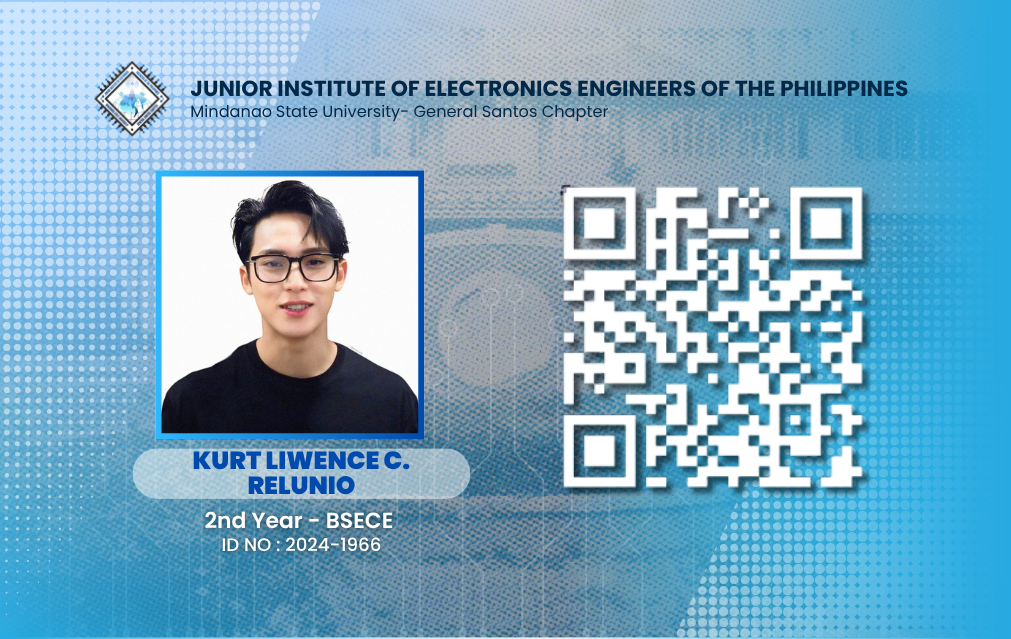 JUNIOR INSTITUTE OF ELECTRONICS ENGINEERS OF THE PHILIPPINES
Mindanao State University- General Santos Chapter
KURT LIWENCE C.
RELUNIO
2nd Year - BSECE
ID NO : 2024-1966